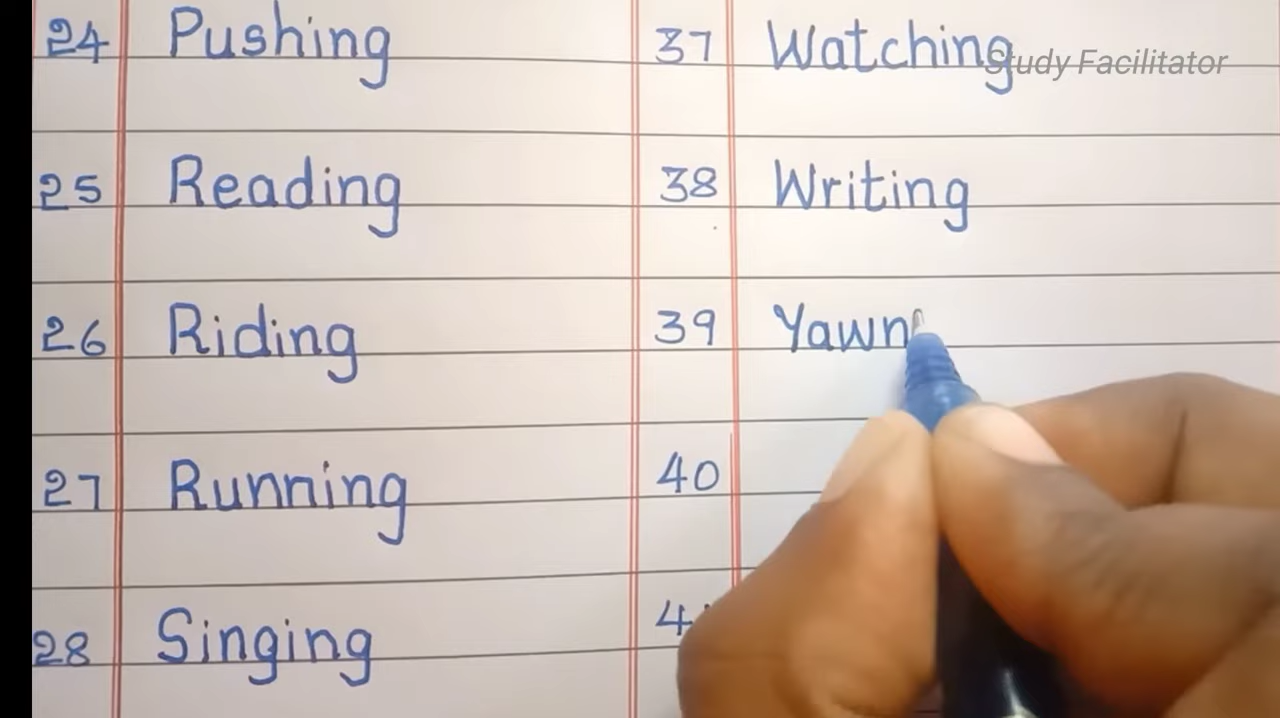 24 Pushing
25 Reading
26 Riding
27 Running
28 Singing
37 Watching
Study Facilitator
38 Writing
39 Yawn
40